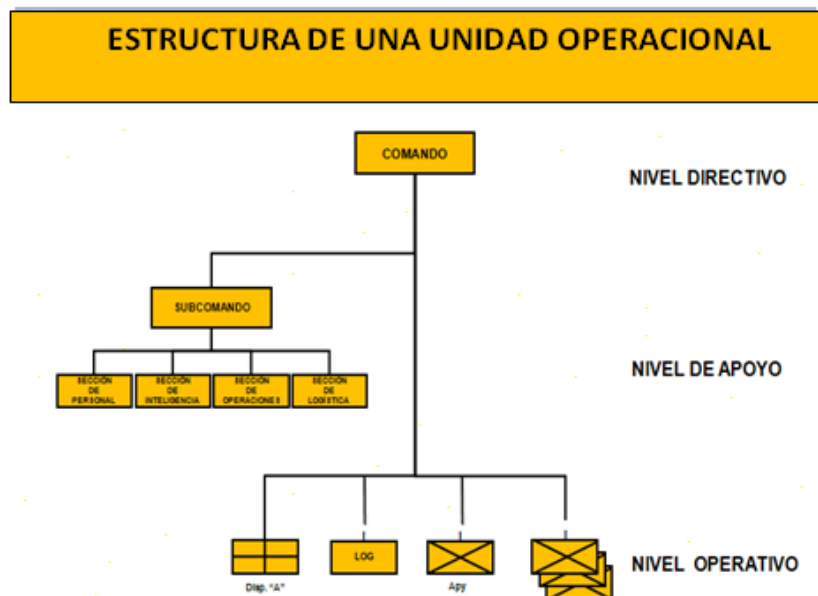 ESTRUCTURA DE UNA UNIDAD OPERACIONAL
COMANDO
NIVEL DIRECTIVO
SUBCOMANDO
NIVEL DE APOYO
SECCIÓN
DE
PERSONAL
SECCIÓN
DE
INTELIGENCIA
SECCIÓN
DE
OPERACIONES
SECCIÓN
DE
LOGÍSTICA
LOG
NIVEL OPERATIVO
Disp. "A"
Apy